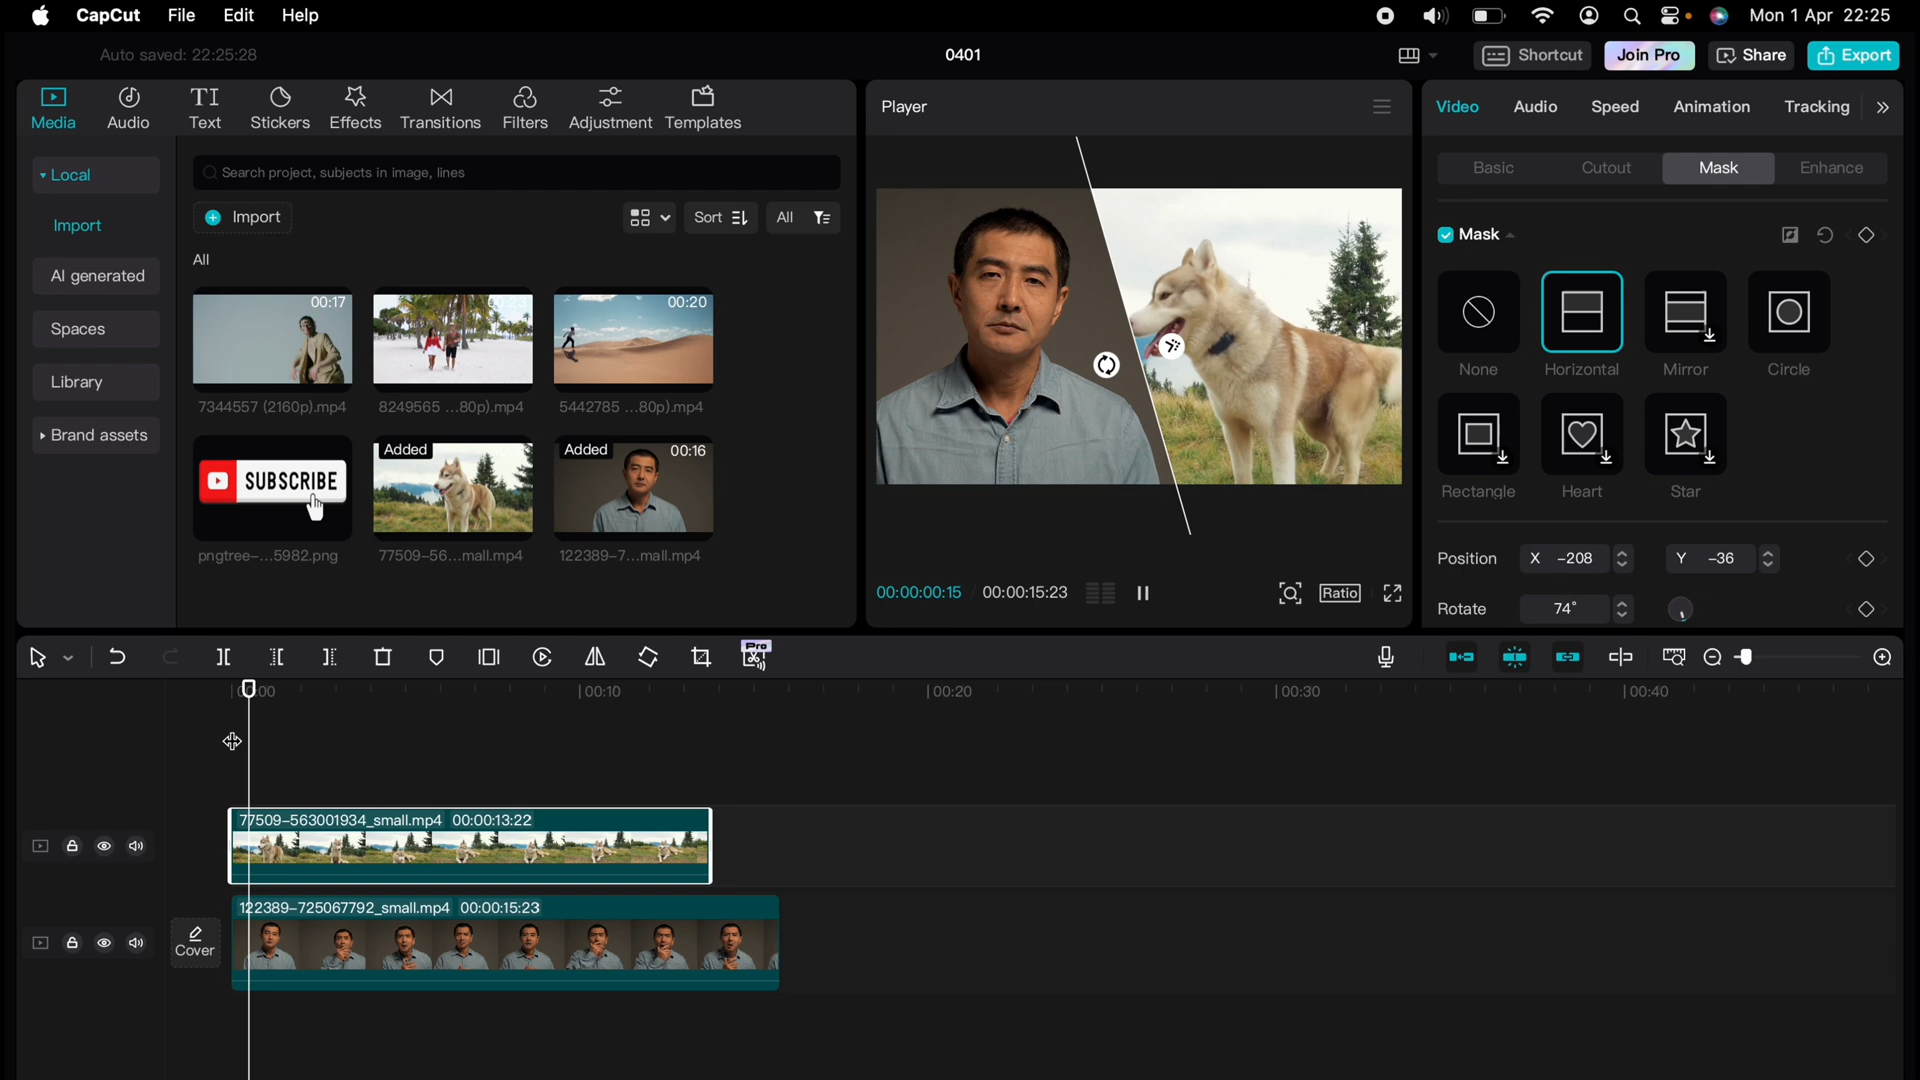 CapCut File Edit Help Mon 1 Apr 22:25
Auto saved: 22:25:28 0401 Shortcut Join Pro Share Export
Media Audio TI Text Stickers Effects Transitions Filters Adjustment Templates
Local
Import
AI generated
Spaces
Library
Brand assets
Search project, subjects in image, lines
Import Sort All
All
00:17 00:20
7344557 (2160p).mp4 8249565 ...80p).mp4 5442785 ...80p).mp4
SUBSCRIBE Added Added 00:16
pngtree-...5982.png 77509-56...mall.mp4 122389-7...mall.mp4
Player
00:00:00:15 / 00:00:15:23 Ratio
Video Audio Speed Animation Tracking
Basic Cutout Mask Enhance
Mask
None Horizontal Mirror Circle
Rectangle Heart Star
Position X -208 Y -36
Rotate 74°
Pro
00:10 00:20 00:30 00:40
77509-563001934_small.mp4 00:00:13:22
122389-725067792_small.mp4 00:00:15:23
Cover